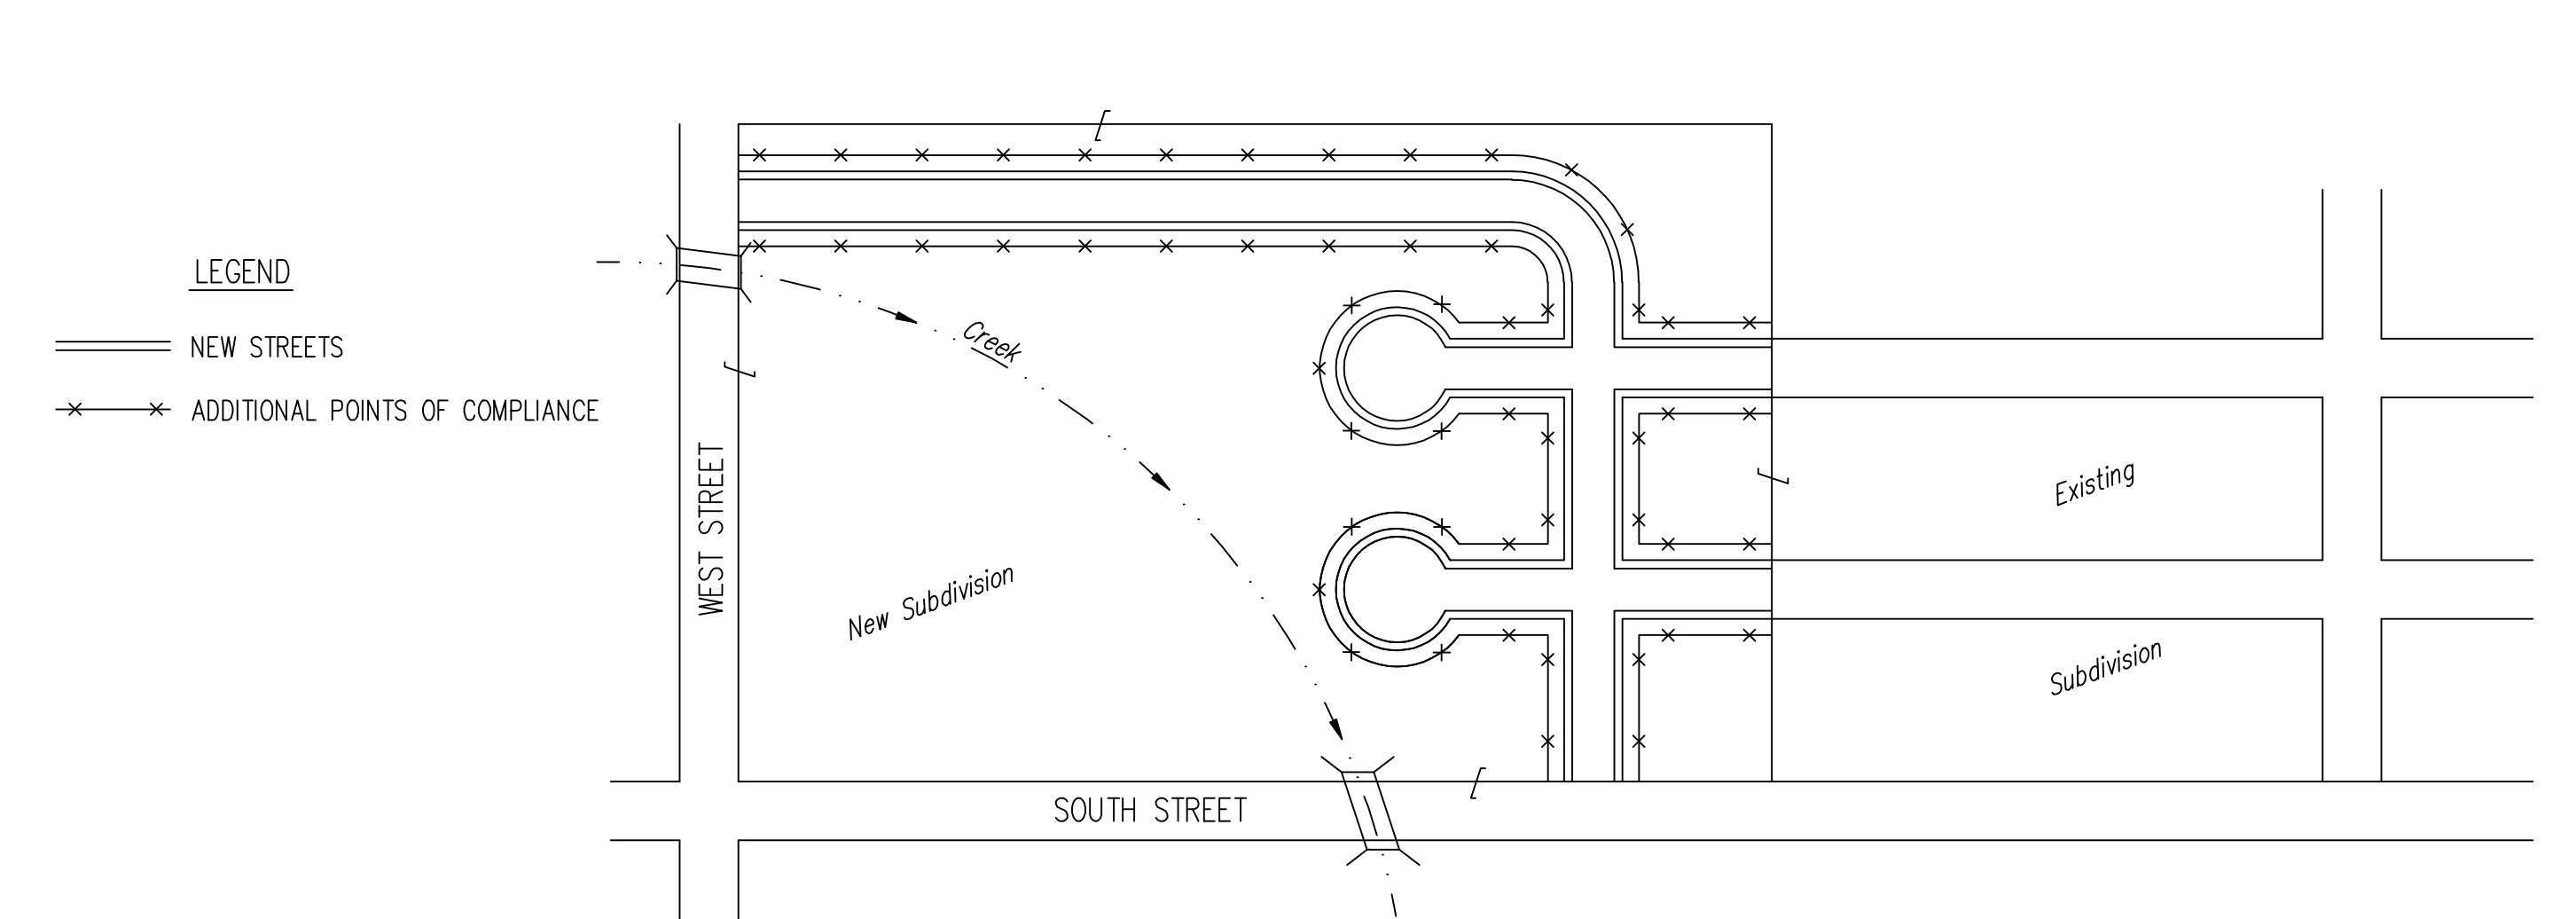 LEGEND
NEW STREETS
ADDITIONAL POINTS OF COMPLIANCE
WEST STREET
Creek
New Subdivision
SOUTH STREET
Existing
Subdivision